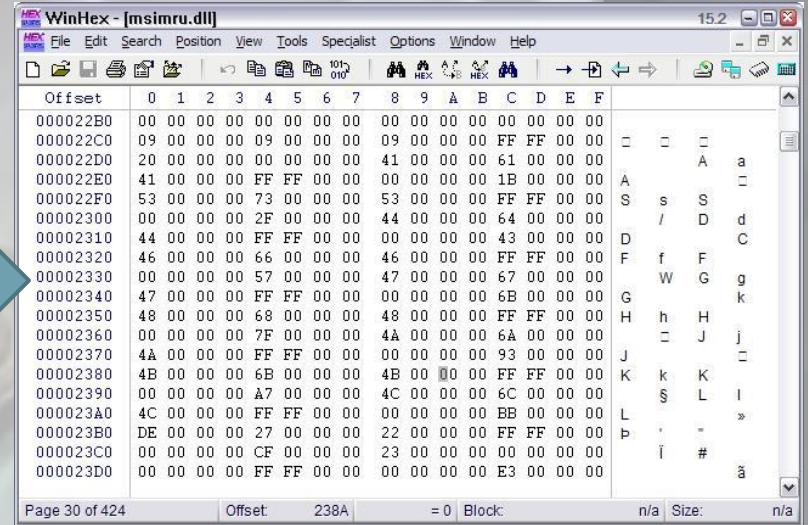 WinHex - [msimru.dll] 15.2
File Edit Search Position View Tools Specialist Options Window Help
Offset 0 1 2 3 4 5 6 7 8 9 A B C D E F
000022B0 00 00 00 00 00 00 00 00 00 00 00 00 00 00 00 00
000022C0 09 00 00 00 09 00 00 00 09 00 00 00 FF FF 00 00
000022D0 20 00 00 00 00 00 00 00 41 00 00 00 61 00 00 00 A a
000022E0 41 00 00 00 FF FF 00 00 00 00 00 00 1B 00 00 00 A
000022F0 53 00 00 00 73 00 00 00 53 00 00 00 FF FF 00 00 S s S
00002300 00 00 00 00 2F 00 00 00 44 00 00 00 64 00 00 00 / D d
00002310 44 00 00 00 FF FF 00 00 00 00 00 00 43 00 00 00 D C
00002320 46 00 00 00 66 00 00 00 46 00 00 00 FF FF 00 00 F f F
00002330 00 00 00 00 57 00 00 00 47 00 00 00 67 00 00 00 W G g
00002340 47 00 00 00 FF FF 00 00 00 00 00 00 6B 00 00 00 G k
00002350 48 00 00 00 68 00 00 00 48 00 00 00 FF FF 00 00 H h H
00002360 00 00 00 00 7F 00 00 00 4A 00 00 00 6A 00 00 00 J j
00002370 4A 00 00 00 FF FF 00 00 00 00 00 00 93 00 00 00 J
00002380 4B 00 00 00 6B 00 00 00 4B 00 00 00 FF FF 00 00 K k K
00002390 00 00 00 00 A7 00 00 00 4C 00 00 00 6C 00 00 00 § L l
000023A0 4C 00 00 00 FF FF 00 00 00 00 00 00 BB 00 00 00 L »
000023B0 DE 00 00 00 27 00 00 00 22 00 00 00 FF FF 00 00 Þ ' "
000023C0 00 00 00 00 CF 00 00 00 23 00 00 00 00 00 00 00 Ï #
000023D0 00 00 00 00 FF FF 00 00 00 00 00 00 E3 00 00 00 ã
Page 30 of 424 Offset: 238A = 0 Block: n/a Size: n/a